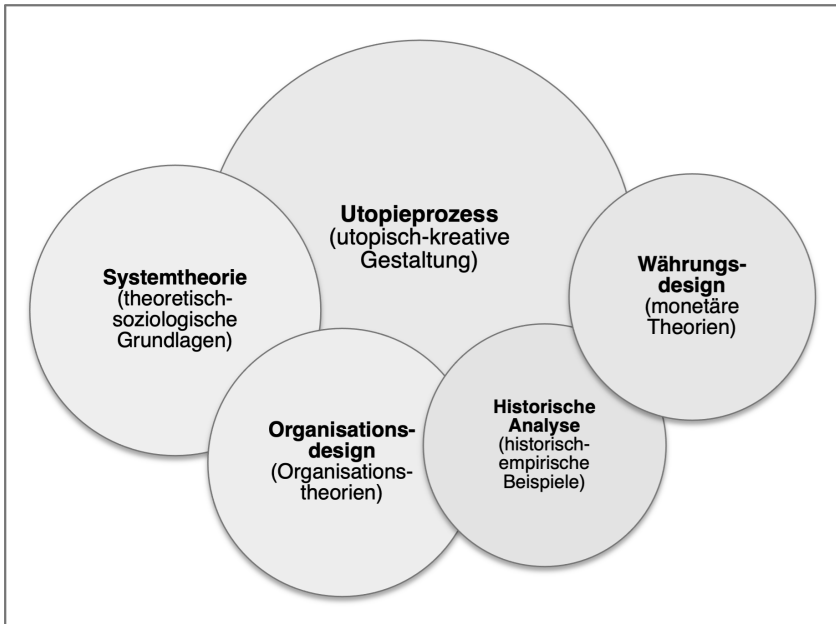 Utopieprozess
(utopisch-kreative
Gestaltung)
Systemtheorie
(theoretisch-
soziologische
Grundlagen)
Währungs-
design
(monetäre
Theorien)
Organisations-
design
(Organisations-
theorien)
Historische
Analyse
(historisch-
empirische
Beispiele)